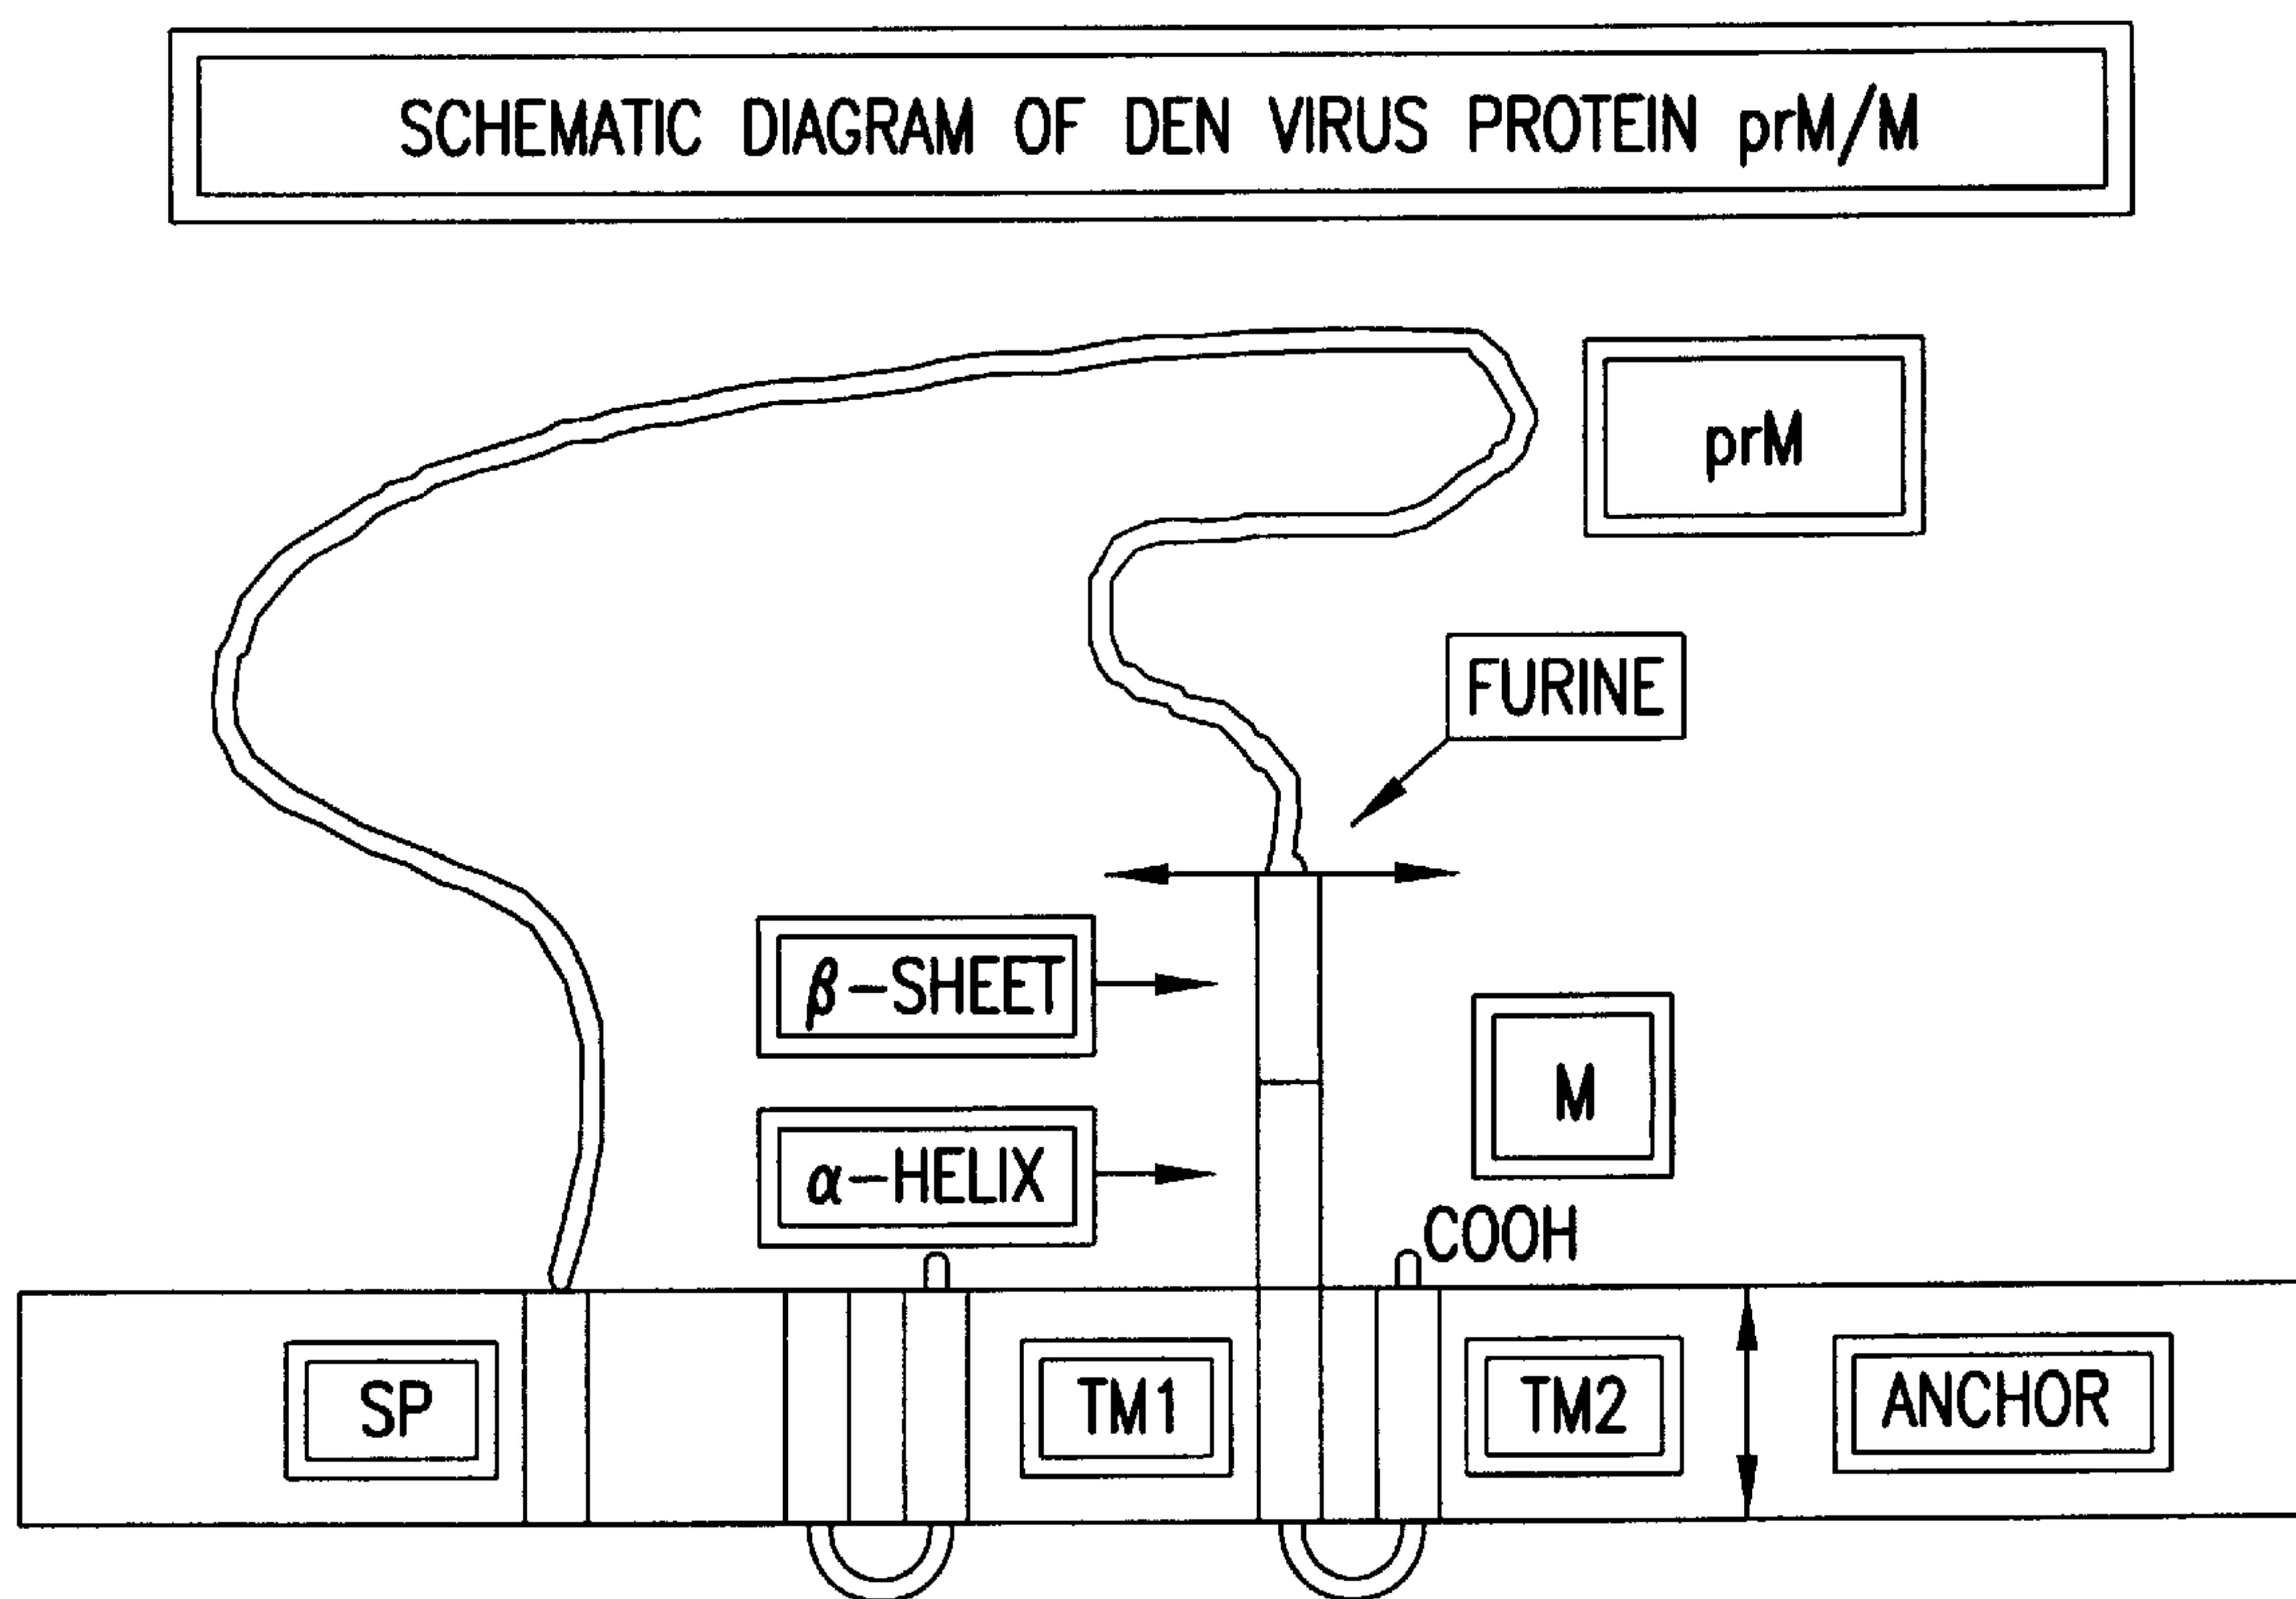 SCHEMATIC DIAGRAM OF DEN VIRUS PROTEIN prM/M
prM
FURINE
β-SHEET
M
α-HELIX
COOH
SP
TM1
TM2
ANCHOR